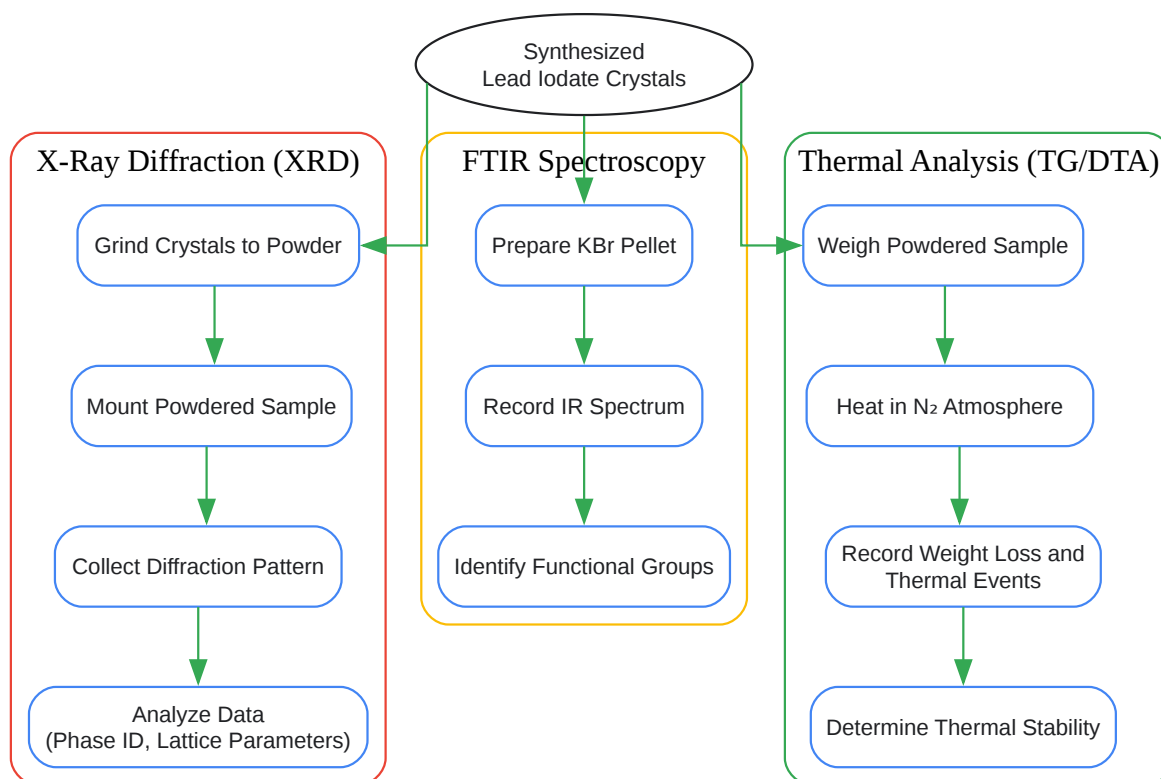 Synthesized
Lead Iodate Crystals
X-Ray Diffraction (XRD)
Grind Crystals to Powder
Mount Powdered Sample
Collect Diffraction Pattern
Analyze Data
(Phase ID, Lattice Parameters)
FTIR Spectroscopy
Prepare KBr Pellet
Record IR Spectrum
Identify Functional Groups
Thermal Analysis (TG/DTA)
Weigh Powdered Sample
Heat in N₂ Atmosphere
Record Weight Loss and
Thermal Events
Determine Thermal Stability